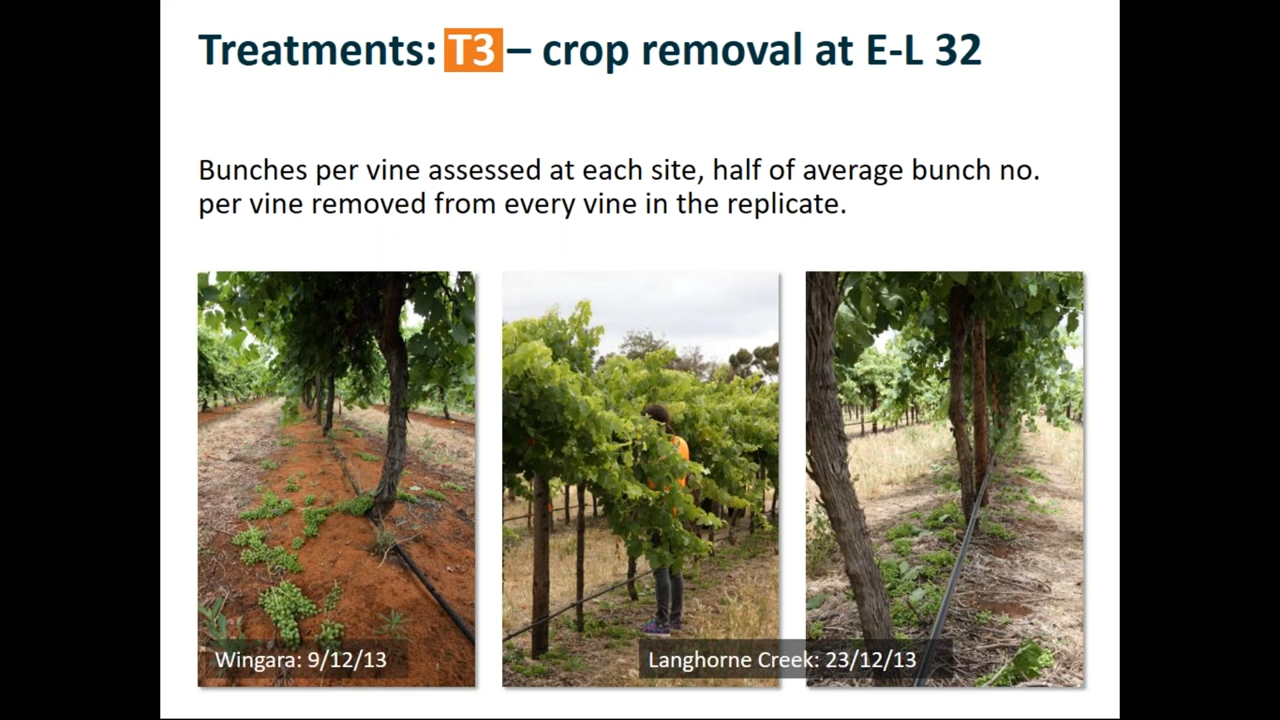 Treatments: T3 – crop removal at E-L 32
Bunches per vine assessed at each site, half of average bunch no.
per vine removed from every vine in the replicate.
Wingara: 9/12/13
Langhorne Creek: 23/12/13